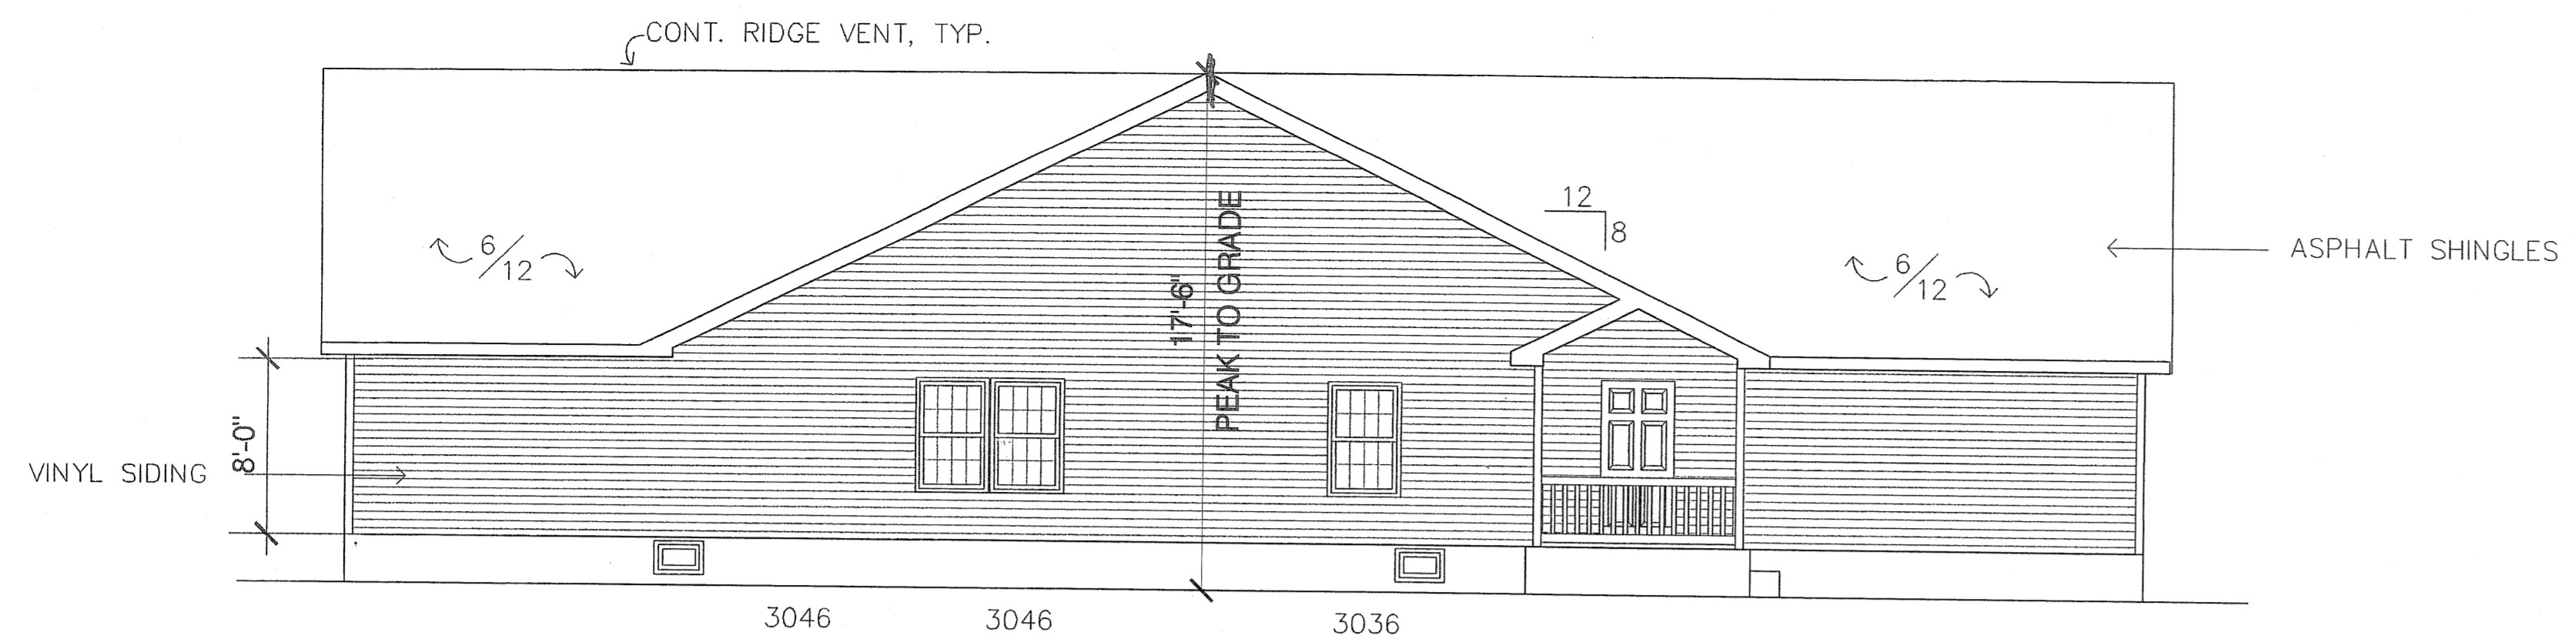 CONT. RIDGE VENT, TYP.
12
8
6/12
6/12
ASPHALT SHINGLES
17'-6"
PEAK TO GRADE
8'-0"
VINYL SIDING
3046
3046
3036